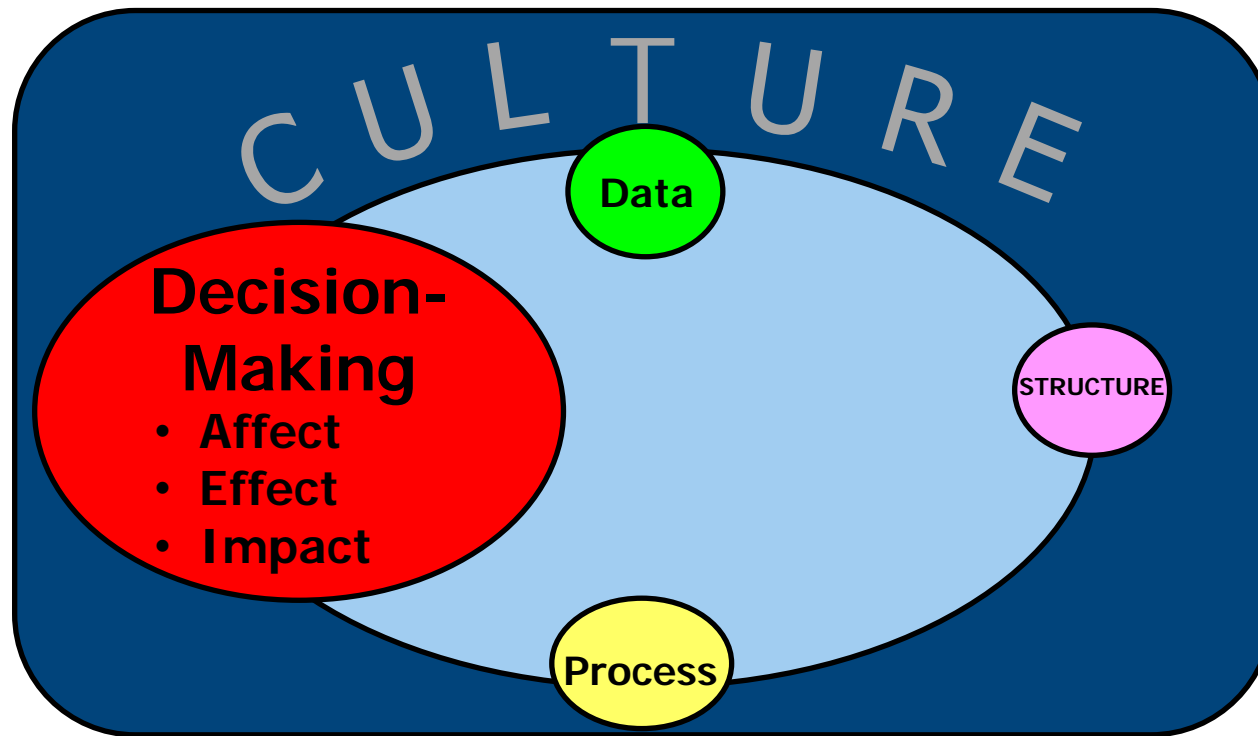 CULTURE
Data
Decision-
Making
• Affect
• Effect
• Impact
STRUCTURE
Process